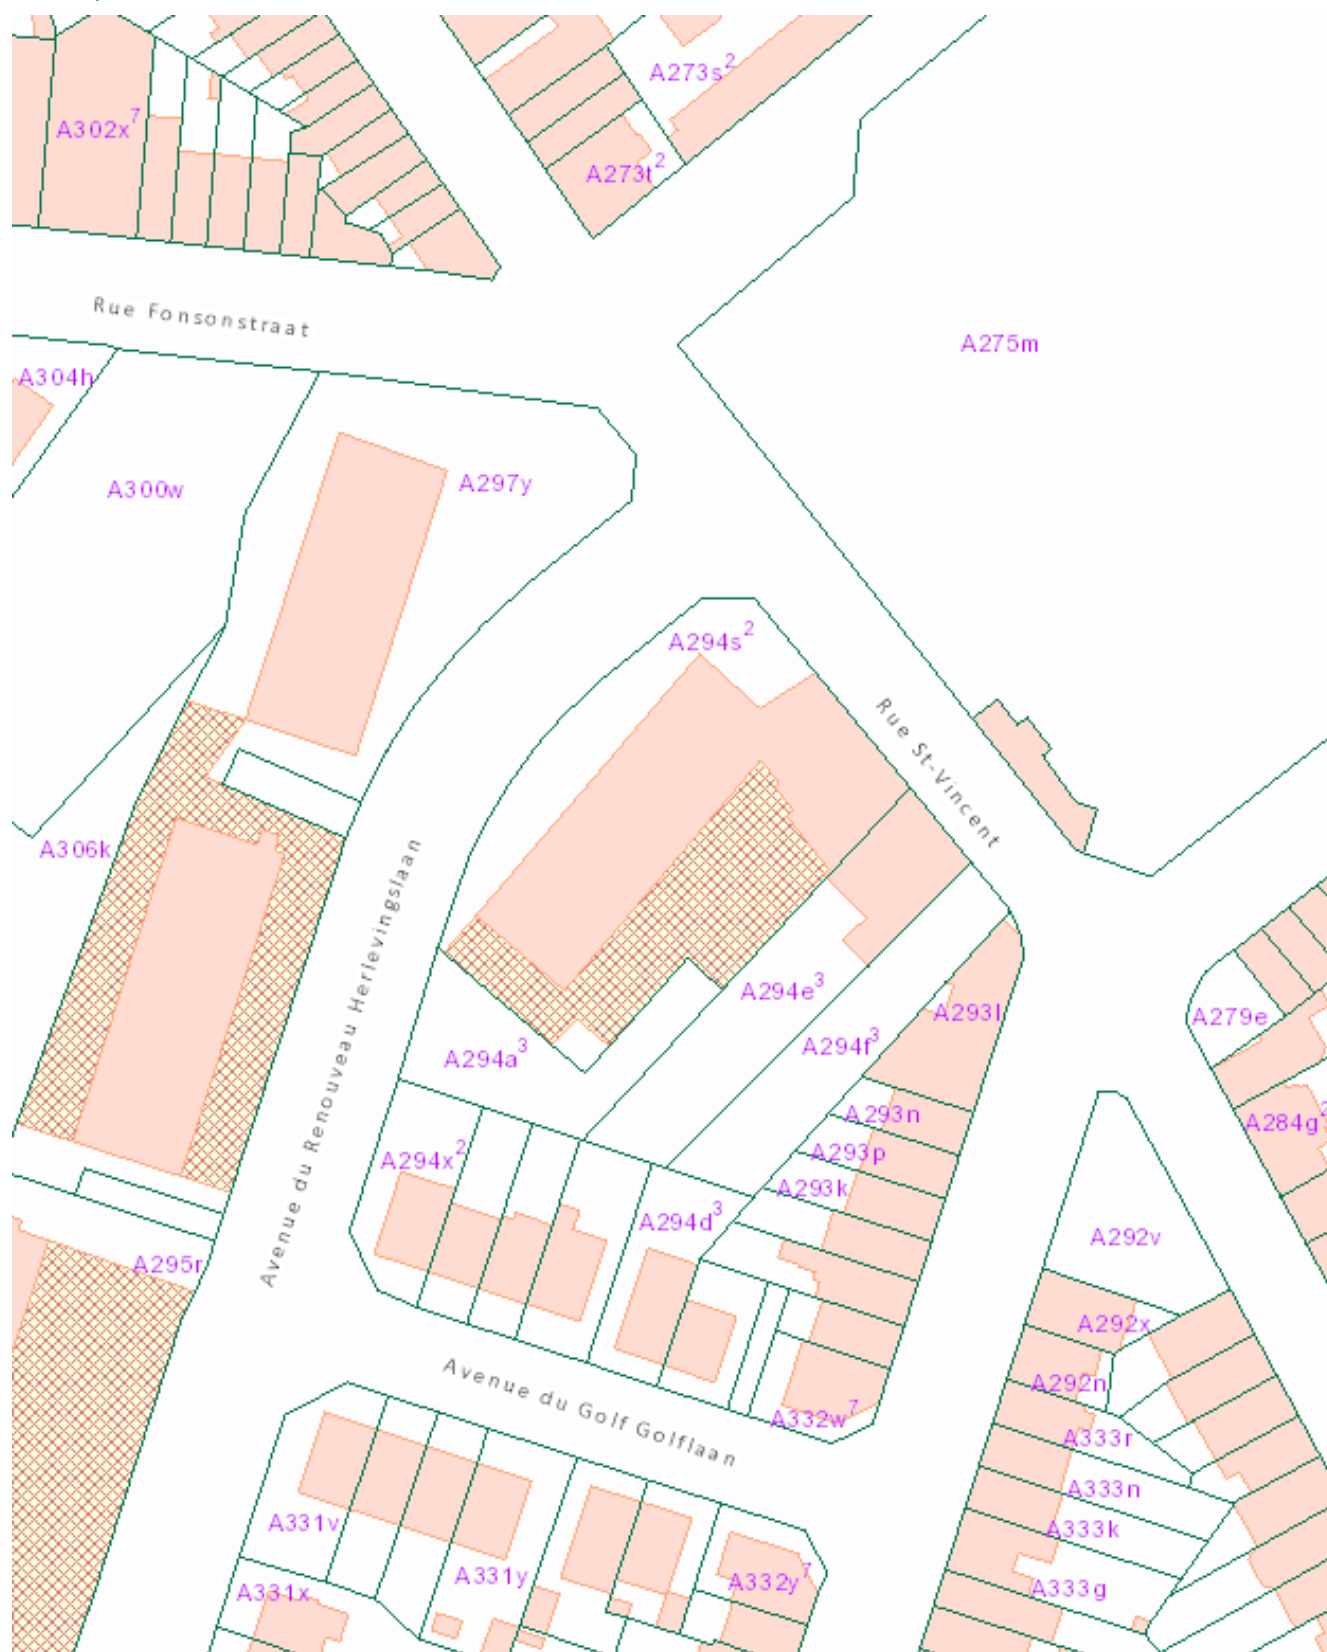 A273s²
A302x⁷
A273t²
Rue Fonsonstraat
A275m
A304h
A300w
A297y
A294s²
Rue St-Vincent
A306k
Avenue du Renouveau Herlevingslaan
A294e³
A293l
A279e
A294a³
A294f³
A293n
A284g²
A293p
A294x²
A293k
A294d³
A292v
A295r
A292x
Avenue du Golf Golflaan
A292n
A332w⁷
A333r
A333n
A331v
A333k
A331y
A332y⁷
A333g
A331x